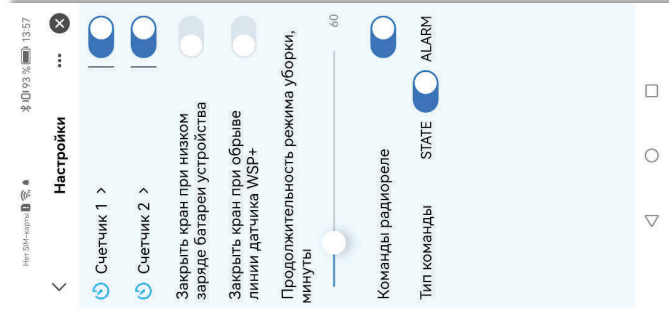 Нет SIM-карты 93 % 13:57
Настройки
Счетчик 1 >
Счетчик 2 >
Закрыть кран при низком
заряде батареи устройства
Закрыть кран при обрыве
линии датчика WSP+
Продолжительность режима уборки,
минуты
60
Команды радиореле
Тип команды STATE ALARM